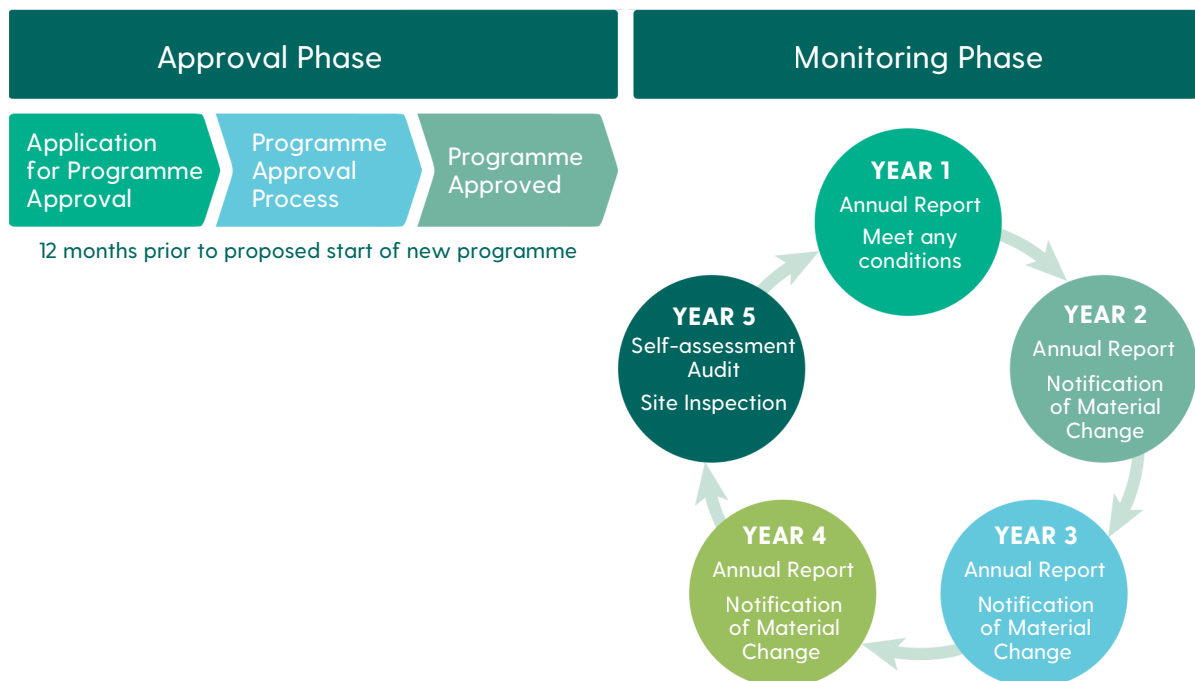 Approval Phase
Application
for Programme
Approval
Programme
Approval
Process
Programme
Approved
12 months prior to proposed start of new programme
Monitoring Phase
YEAR 1
Annual Report
Meet any
conditions
YEAR 2
Annual Report
Notification
of Material
Change
YEAR 3
Annual Report
Notification
of Material
Change
YEAR 4
Annual Report
Notification
of Material
Change
YEAR 5
Self-assessment
Audit
Site Inspection